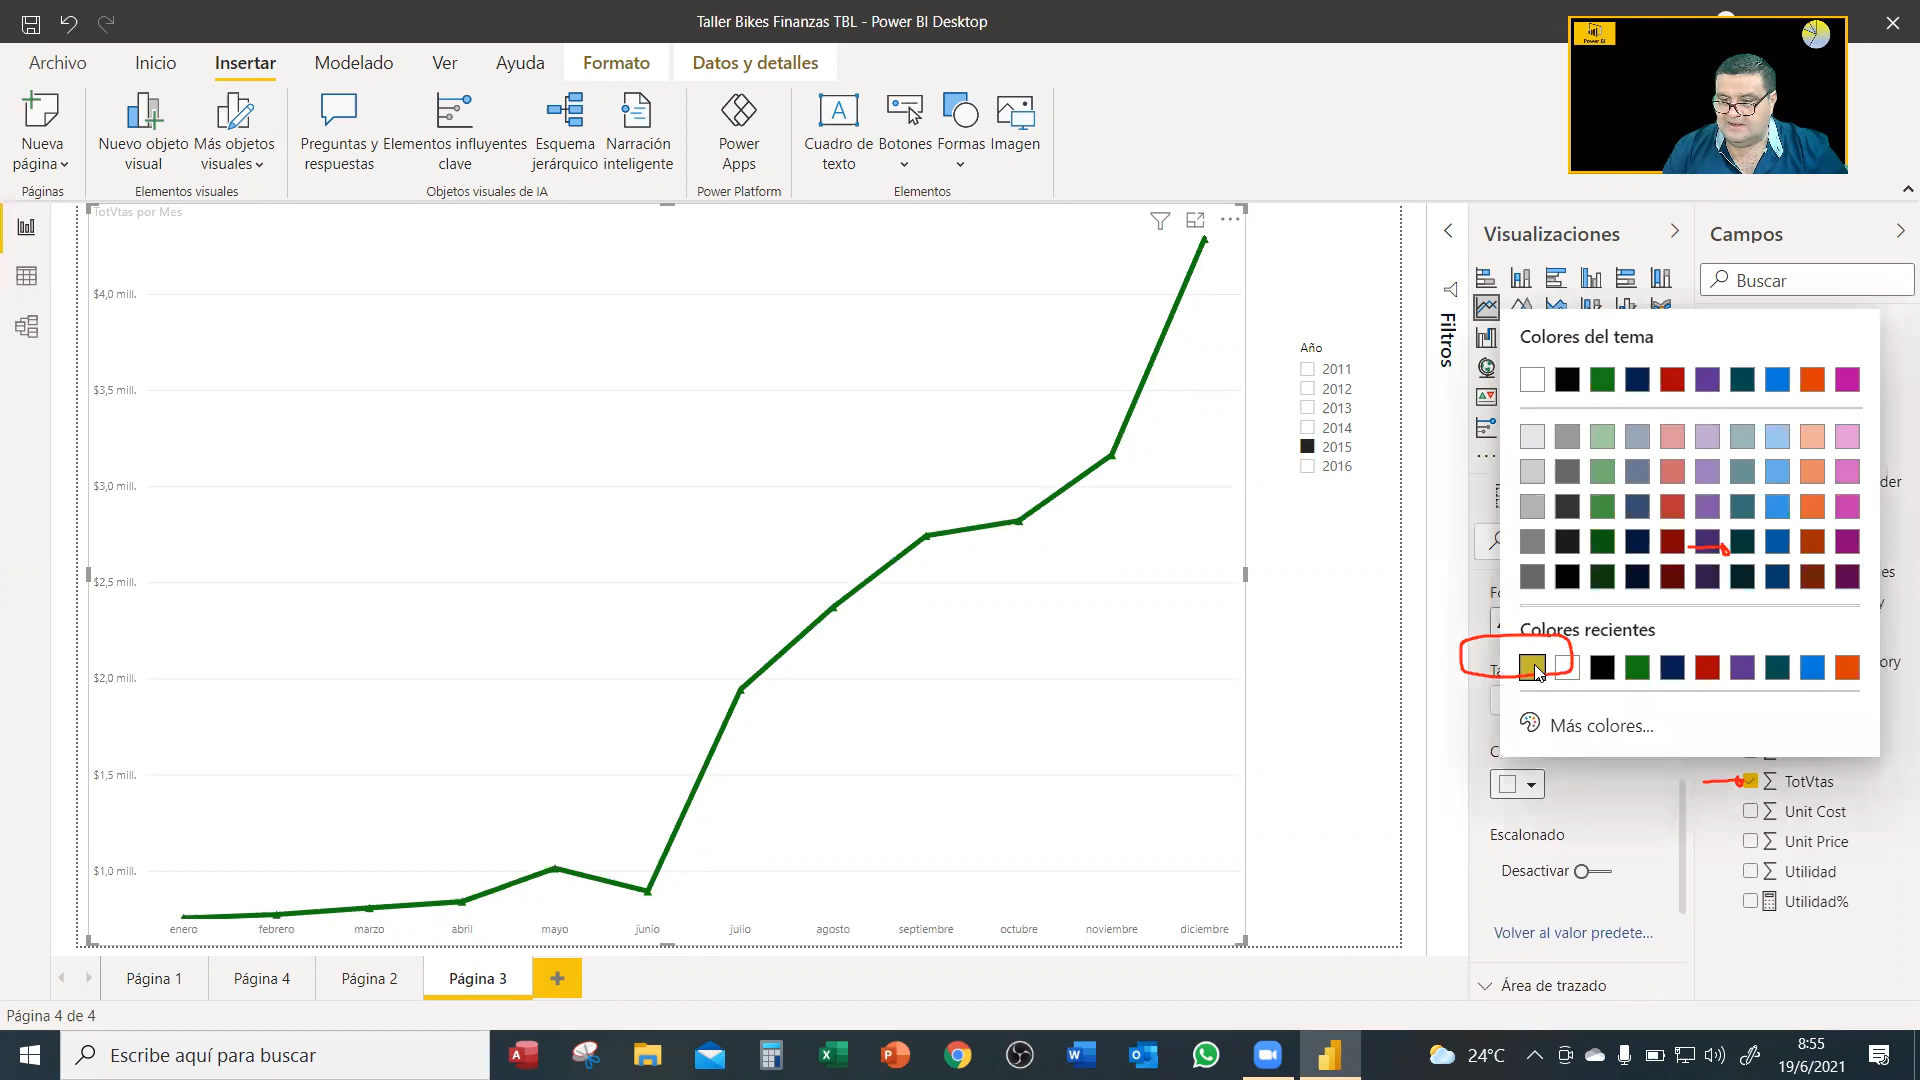 Taller Bikes Finanzas TBL - Power BI Desktop
Power BI
Archivo Inicio Insertar Modelado Ver Ayuda Formato Datos y detalles
Nueva página
Nuevo objeto visual
Más objetos visuales
Preguntas y respuestas
Elementos influyentes clave
Esquema jerárquico
Narración inteligente
Power Apps
Cuadro de texto
Botones
Formas
Imagen
Páginas
Elementos visuales
Objetos visuales de IA
Power Platform
Elementos
TotVtas por Mes
$4,0 mill.
$3,5 mill.
$3,0 mill.
$2,5 mill.
$2,0 mill.
$1,5 mill.
$1,0 mill.
enero febrero marzo abril mayo junio julio agosto septiembre octubre noviembre diciembre
Año
2011
2012
2013
2014
2015
2016
Filtros
Visualizaciones
Campos
Buscar
Colores del tema
Colores recientes
Más colores...
der
es
y
ory
Escalonado
Desactivar
Volver al valor predete...
Área de trazado
TotVtas
Unit Cost
Unit Price
Utilidad
Utilidad%
Página 1 Página 4 Página 2 Página 3
Página 4 de 4
Escribe aquí para buscar
24°C
8:55
19/6/2021